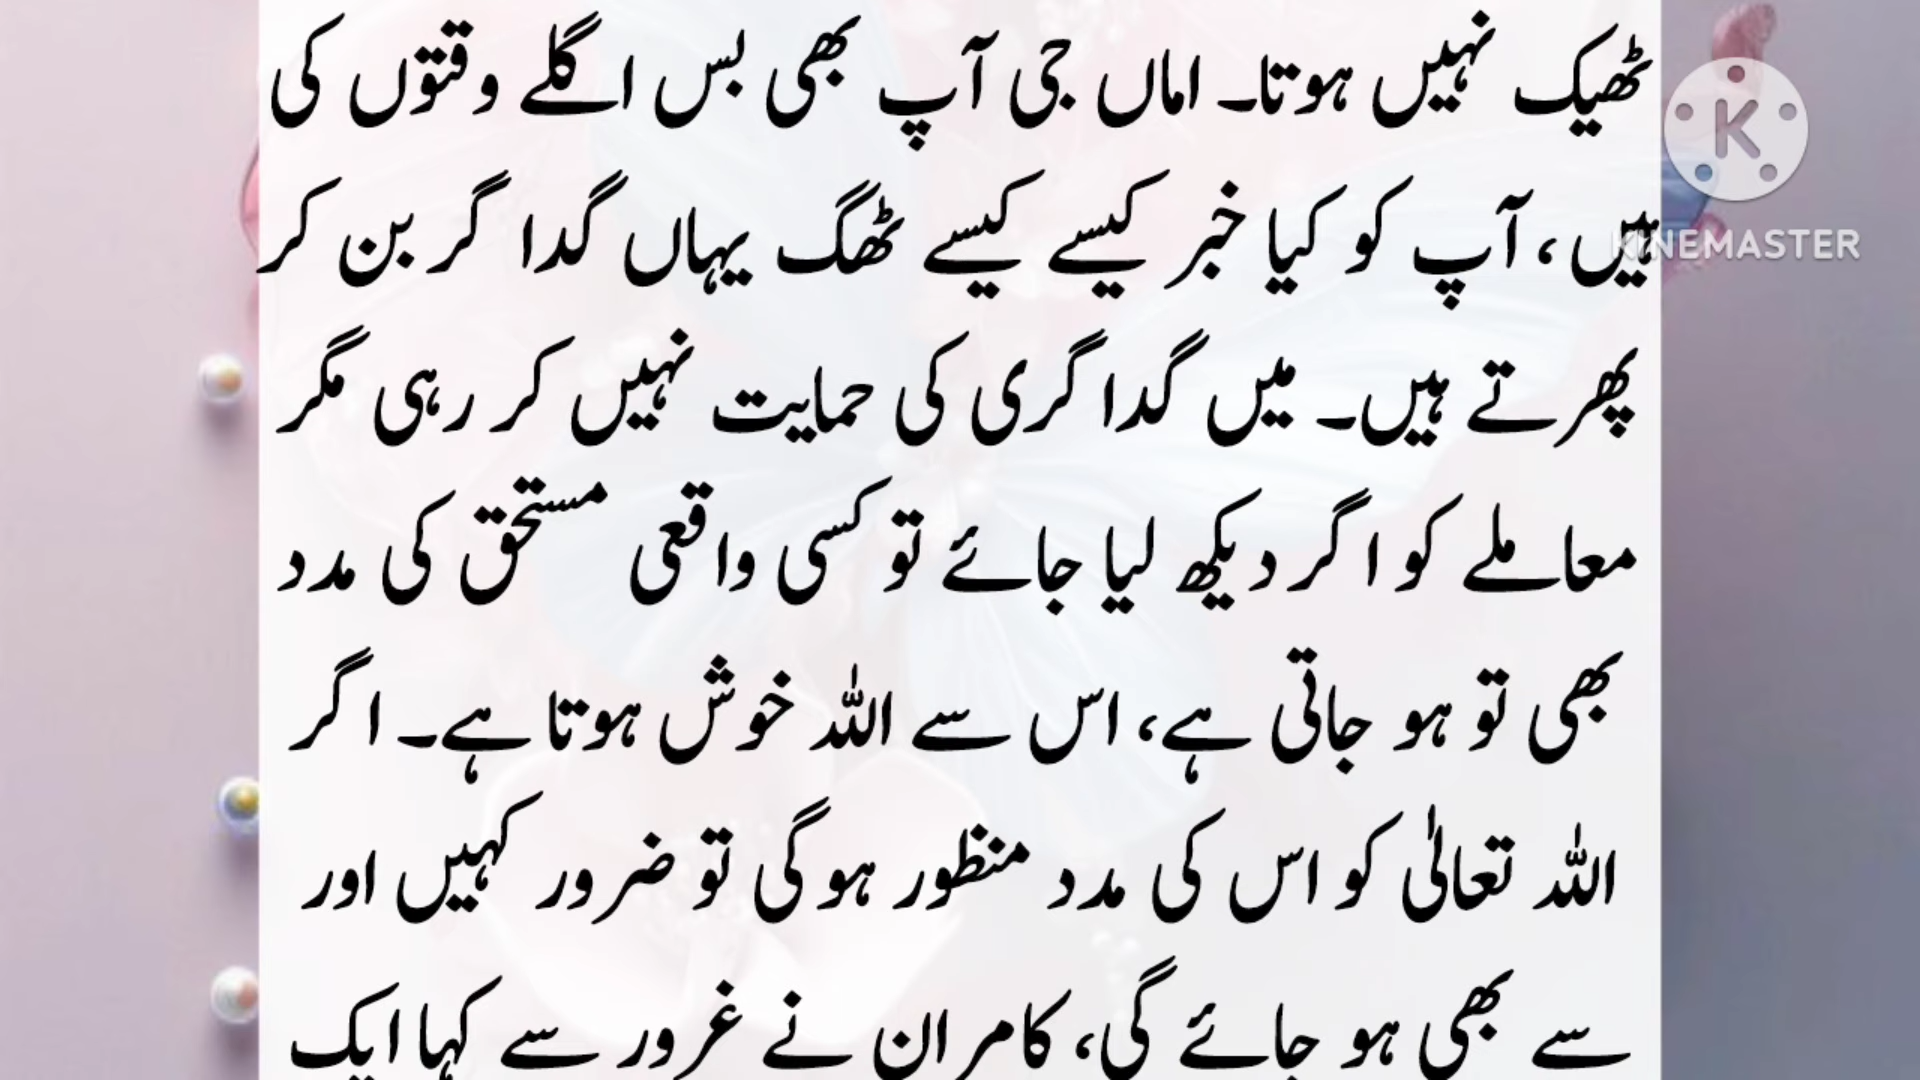 ٹھیک نہیں ہوتا۔ اماں جی آپ بھی بس اگلے وقتوں کی
ہیں، آپ کو کیا خبر کیسے کیسے ٹھگ یہاں گداگر بن کر
پھرتے ہیں۔ میں گداگری کی حمایت نہیں کر رہی مگر
معاملے کو اگر دیکھ لیا جائے تو کسی واقعی مستحق کی مدد
بھی تو ہو جاتی ہے، اس سے اللہ خوش ہوتا ہے۔ اگر
اللہ تعالیٰ کو اس کی مدد منظور ہوگی تو ضرور کہیں اور
سے بھی ہو جائے گی، کامران نے غرور سے کہا ایک
K
KINEMASTER